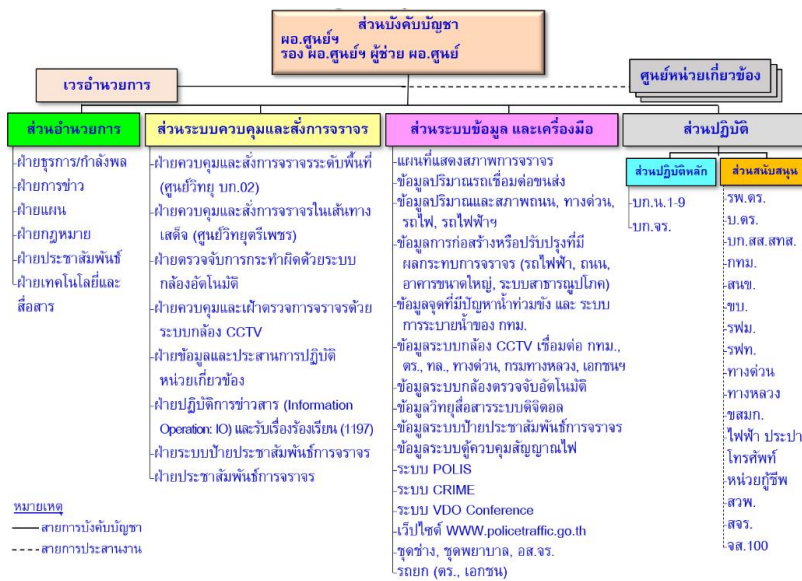 ส่วนบังคับบัญชา
ผอ.ศูนย์ฯ
รอง ผอ.ศูนย์ฯ ผู้ช่วย ผอ.ศูนย์
เวรอำนวยการ
ศูนย์หน่วยเกี่ยวข้อง
ส่วนอำนวยการ
-ฝ่ายธุรการ/กำลังพล
-ฝ่ายการข่าว
-ฝ่ายแผน
-ฝ่ายกฎหมาย
-ฝ่ายประชาสัมพันธ์
-ฝ่ายเทคโนโลยีและ
สื่อสาร
ส่วนระบบควบคุมและสั่งการจราจร
-ฝ่ายควบคุมและสั่งการจราจรระดับพื้นที่
(ศูนย์วิทยุ บก.02)
-ฝ่ายควบคุมและสั่งการจราจรในเส้นทาง
เสด็จ (ศูนย์วิทยุตรีเพชร)
-ฝ่ายตรวจจับการกระทำผิดด้วยระบบ
กล้องอัตโนมัติ
-ฝ่ายควบคุมและเฝ้าตรวจการจราจรด้วย
ระบบกล้อง CCTV
-ฝ่ายข้อมูลและประสานการปฏิบัติ
หน่วยเกี่ยวข้อง
-ฝ่ายปฏิบัติการข่าวสาร (Information
Operation: IO) และรับเรื่องร้องเรียน (1197)
-ฝ่ายระบบป้ายประชาสัมพันธ์การจราจร
-ฝ่ายประชาสัมพันธ์การจราจร
ส่วนระบบข้อมูล และเครื่องมือ
-แผนที่แสดงสภาพการจราจร
-ข้อมูลปริมาณรถเชื่อมต่อขนส่ง
-ข้อมูลปริมาณและสภาพถนน, ทางด่วน,
รถไฟ, รถไฟฟ้าฯ
-ข้อมูลการก่อสร้างหรือปรับปรุงที่มี
ผลกระทบการจราจร (รถไฟฟ้า, ถนน,
อาคารขนาดใหญ่, ระบบสาธารณูปโภค)
-ข้อมูลจุดที่มีปัญหาน้ำท่วมขัง และ ระบบ
การระบายน้ำของ กทม.
-ข้อมูลระบบกล้อง CCTV เชื่อมต่อ กทม.,
ตร., ทล., ทางด่วน, กรมทางหลวง, เอกชนฯ
-ข้อมูลระบบกล้องตรวจจับอัตโนมัติ
-ข้อมูลวิทยุสื่อสารระบบดิจิตอล
-ข้อมูลระบบป้ายประชาสัมพันธ์การจราจร
-ข้อมูลระบบตู้ควบคุมสัญญาณไฟ
-ระบบ POLIS
-ระบบ CRIME
-ระบบ VDO Conference
-เว็ปไซต์ WWW.policetraffic.go.th
-ชุดช่าง, ชุดพยาบาล, อส.จร.
-รถยก (ตร., เอกชน)
ส่วนปฏิบัติ
ส่วนปฏิบัติหลัก
-บก.น.1-9
-บก.จร.
ส่วนสนับสนุน
-รพ.ตร.
-บ.ตร.
-บก.สส.สทส.
-กทม.
-สนข.
-ขบ.
-รฟม.
-รฟท.
-ทางด่วน
-ทางหลวง
-ขสมก.
-ไฟฟ้า ประปา
โทรศัพท์
-หน่วยกู้ชีพ
-สวพ.
-สจร.
-จส.100
หมายเหตุ
สายการบังคับบัญชา
สายการประสานงาน